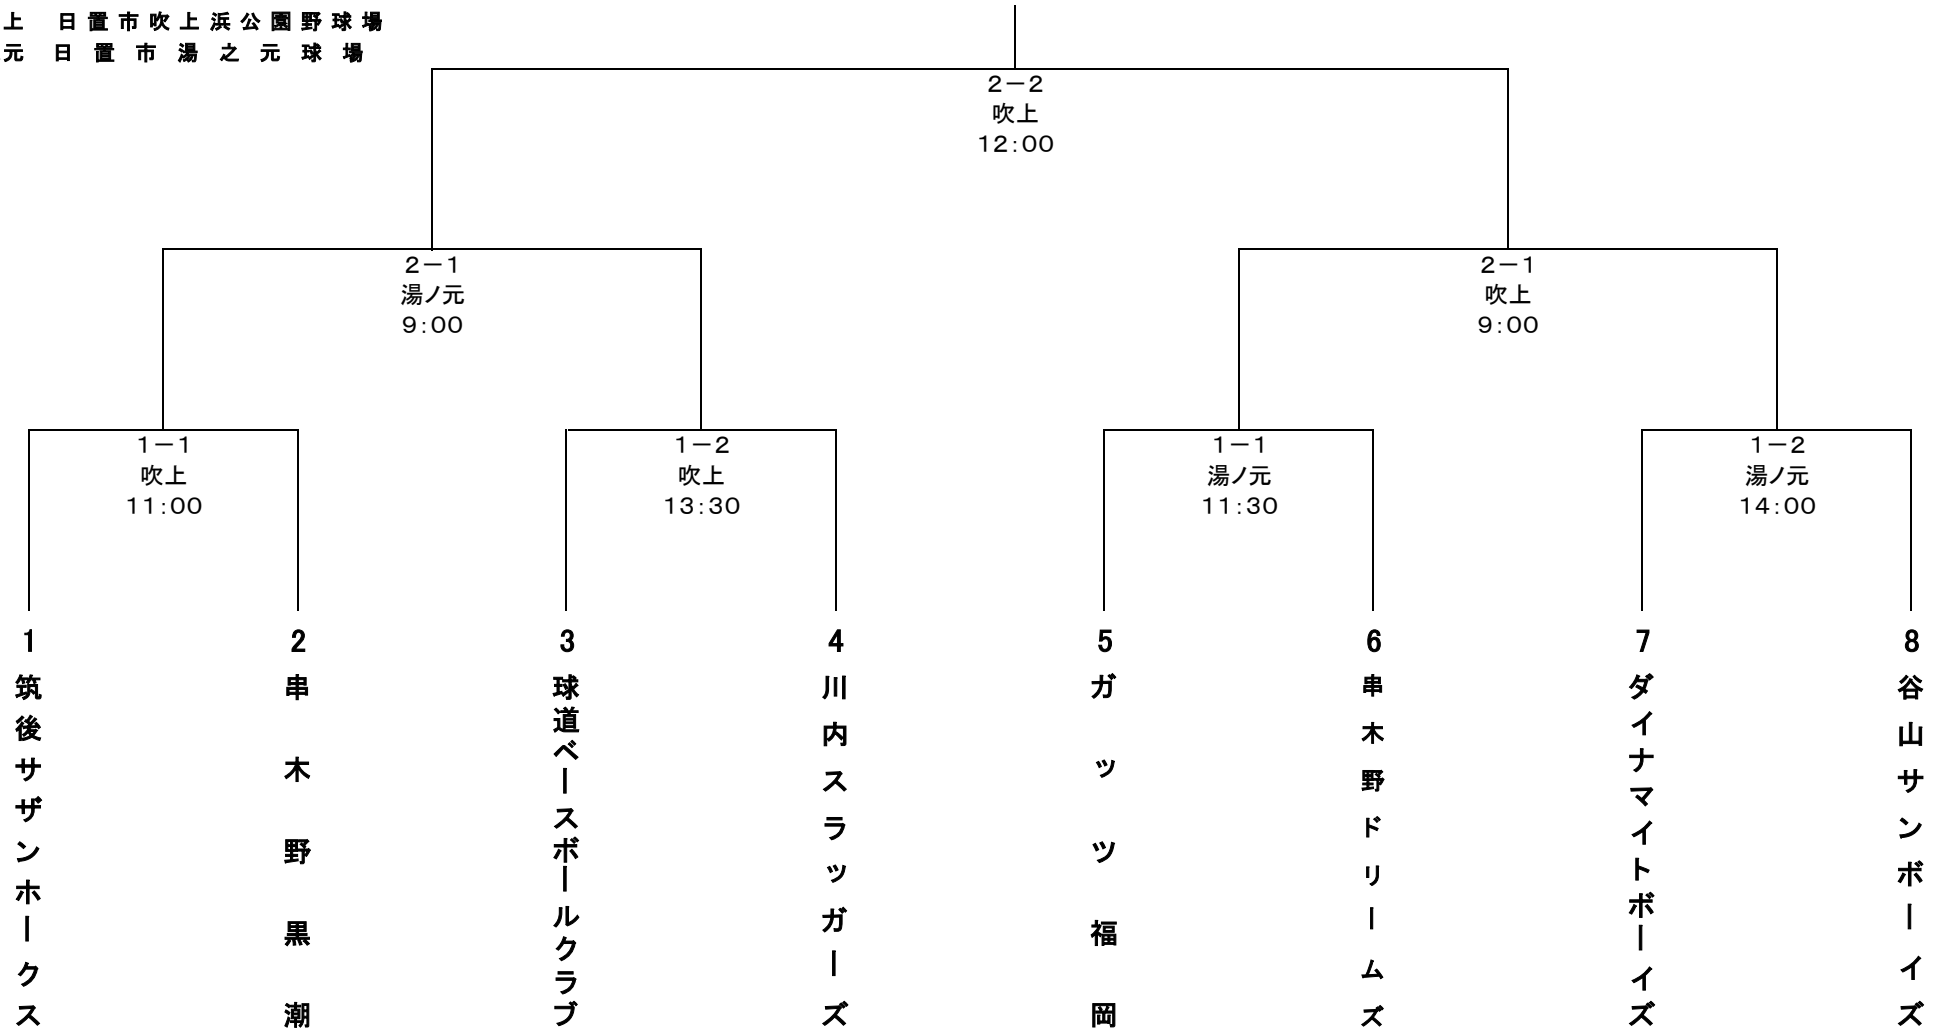 上 日置市吹上浜公園野球場
元 日置市湯之元球場
2－2
吹上
12:00
2－1
湯ノ元
9:00
2－1
吹上
9:00
1－1
吹上
11:00
1－2
吹上
13:30
1－1
湯ノ元
11:30
1－2
湯ノ元
14:00
1
筑後サザンホークス
2
串木野黒潮
3
球道ベースボールクラブ
4
川内スラッガーズ
5
ガッツ福岡
6
串木野ドリームズ
7
ダイナマイトボーイズ
8
谷山サンボーイズ